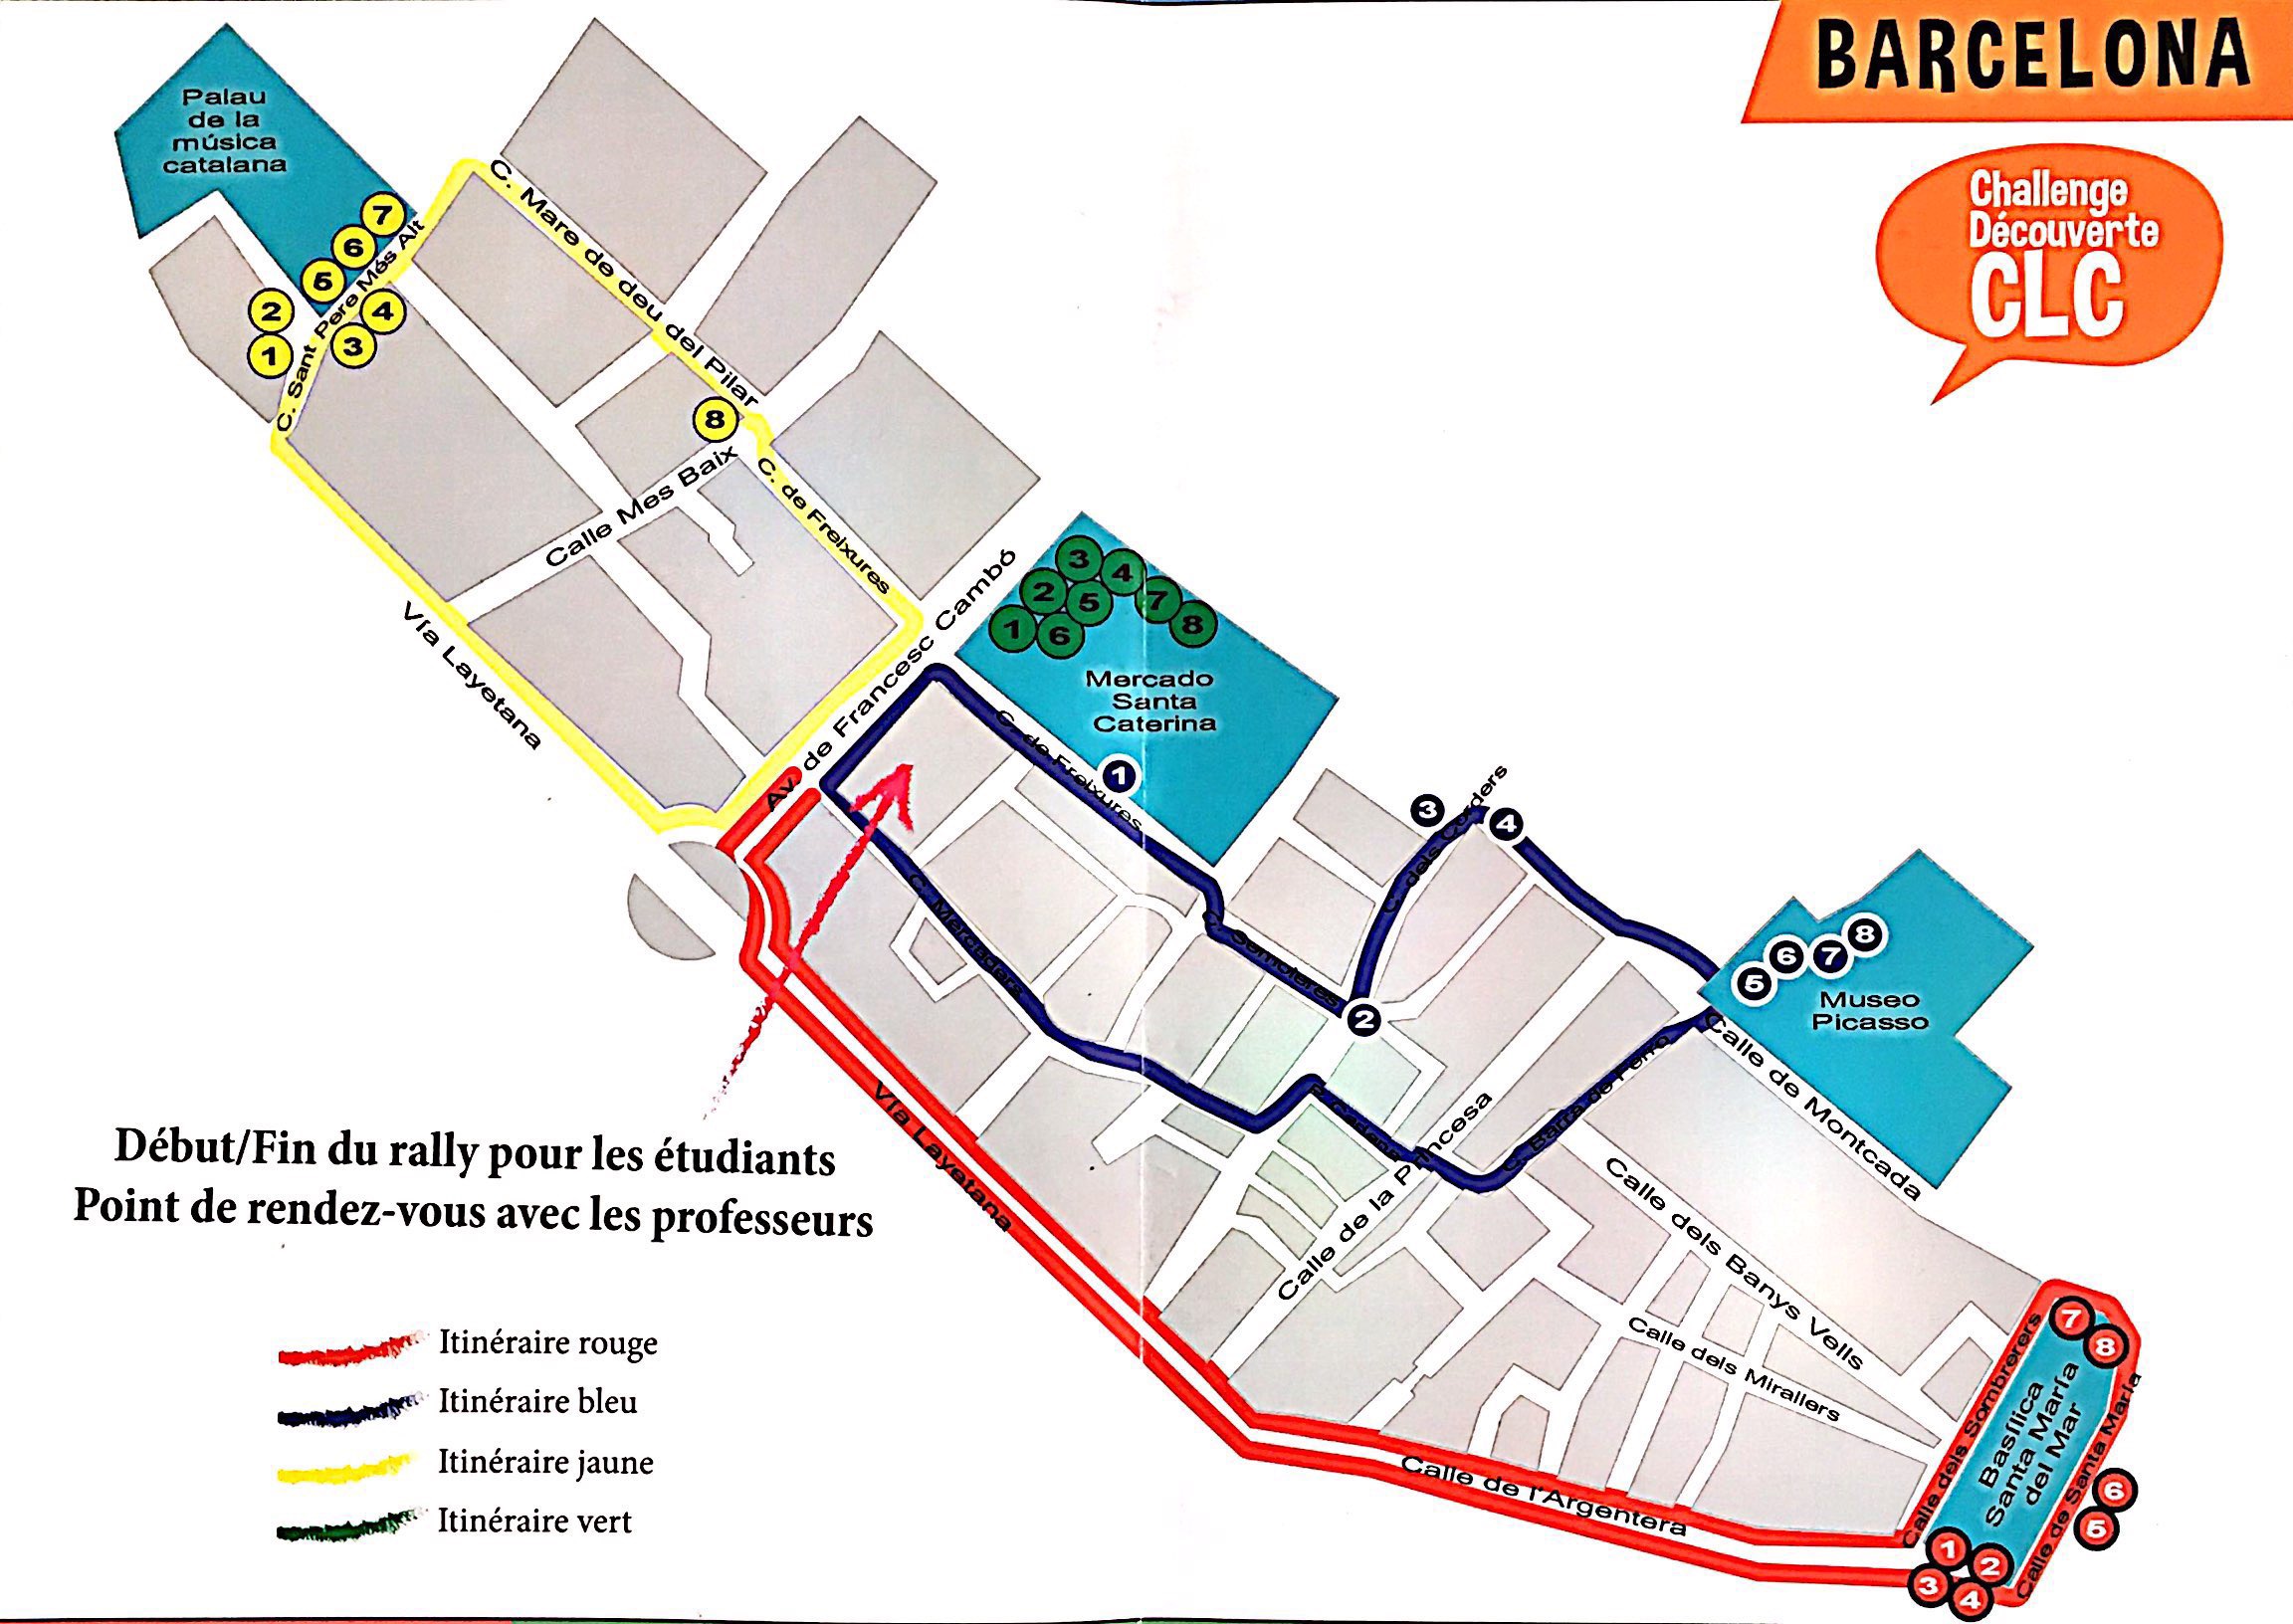 BARCELONA
Challenge
Découverte
CLC
Palau
de la
música
catalana
7
6
5
2
4
1
3
C. Sant Pere Més Alt
C. Mare de deu del Pilar
8
Calle Mes Baix
C. de Freixures
Vía Layetana
Av. de Francesc Cambó
3
4
2
5
7
1
6
8
Mercado
Santa
Caterina
1
C. de Freixures
3
4
C. dels Corders
C. Mercaders
C. Semoleres
2
8
6
7
5
Museo
Picasso
Calle de Montcada
C. Barra de Ferro
Calle de la Princesa
Vía Layetana
Calle dels Banys Vells
Calle dels Mirallers
Calle de l'Argentera
Calle dels Sombrerers
Basílica
Santa María
del Mar
Calle de Santa María
7
8
6
5
1
2
3
4
Début/Fin du rally pour les étudiants
Point de rendez-vous avec les professeurs
Itinéraire rouge
Itinéraire bleu
Itinéraire jaune
Itinéraire vert